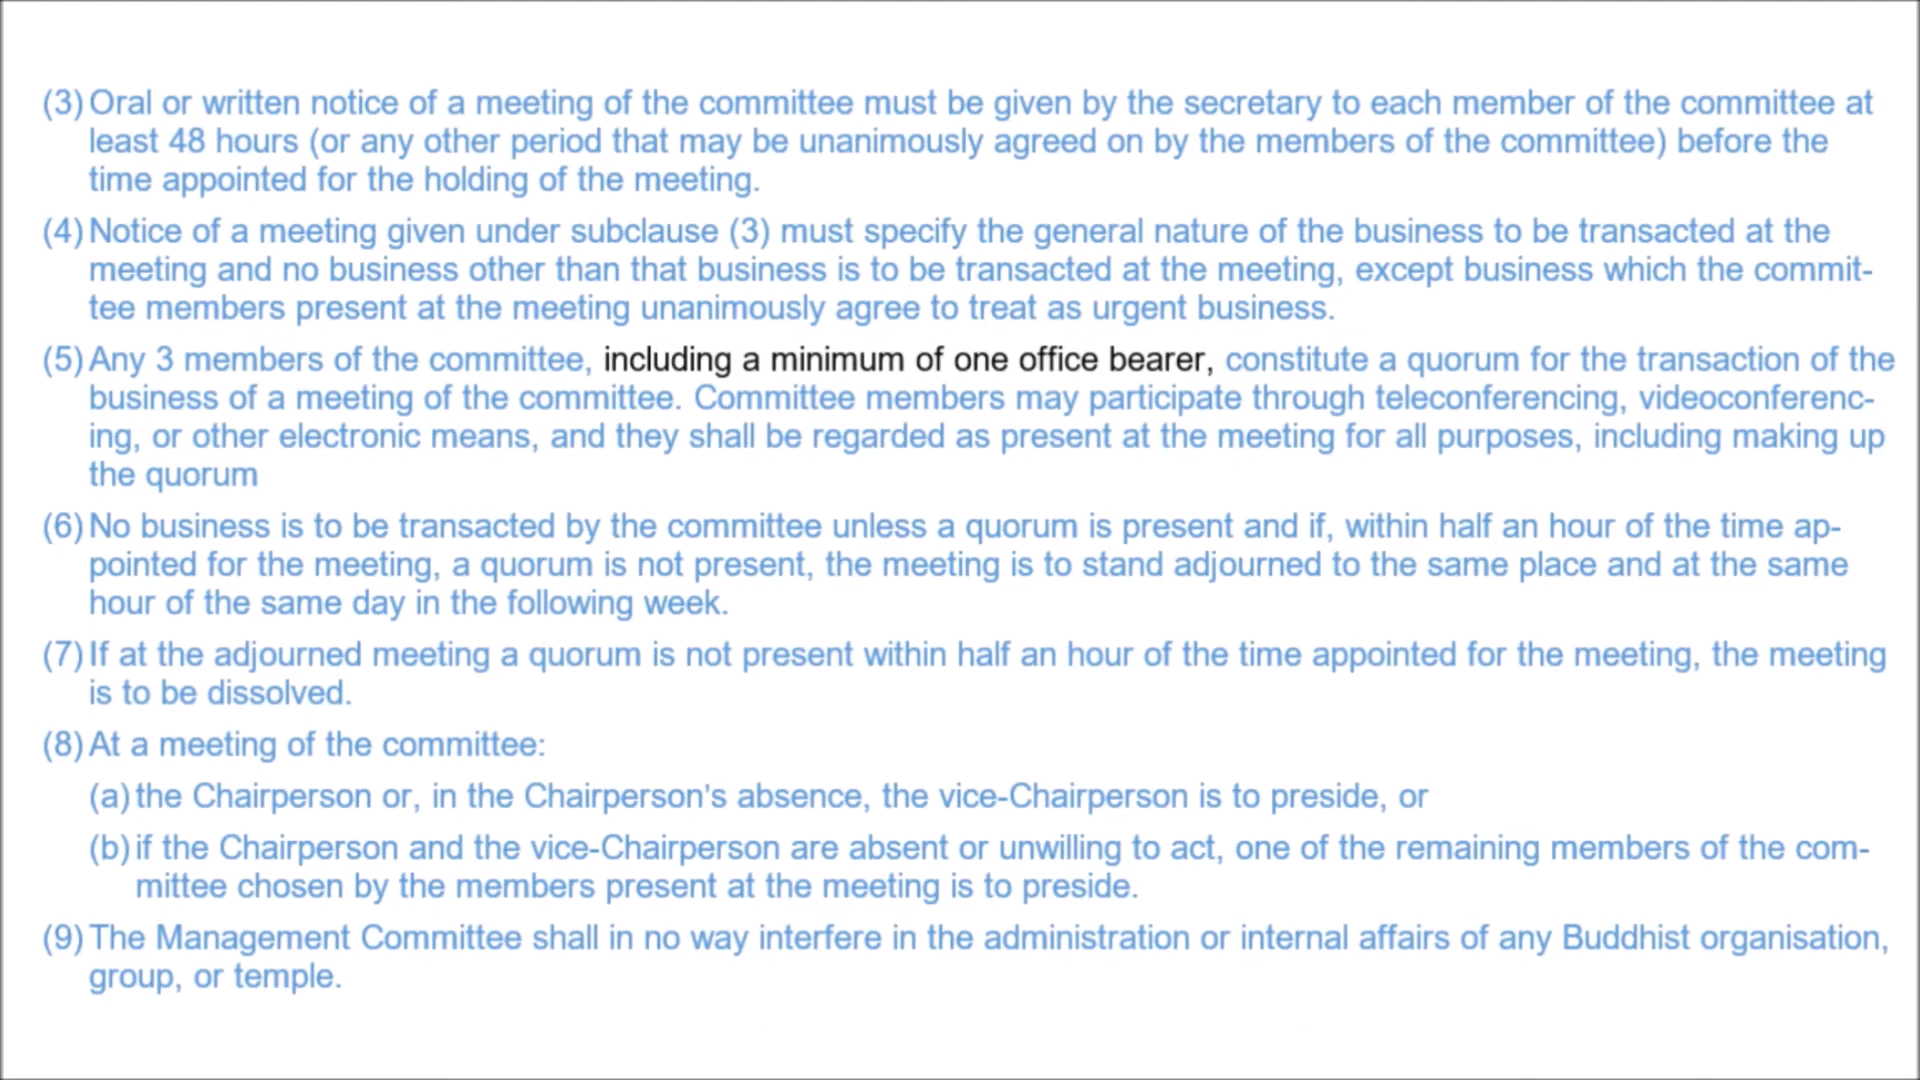 (3) Oral or written notice of a meeting of the committee must be given by the secretary to each member of the committee at
least 48 hours (or any other period that may be unanimously agreed on by the members of the committee) before the
time appointed for the holding of the meeting.
(4) Notice of a meeting given under subclause (3) must specify the general nature of the business to be transacted at the
meeting and no business other than that business is to be transacted at the meeting, except business which the commit-
tee members present at the meeting unanimously agree to treat as urgent business.
(5) Any 3 members of the committee, including a minimum of one office bearer, constitute a quorum for the transaction of the
business of a meeting of the committee. Committee members may participate through teleconferencing, videoconferenc-
ing, or other electronic means, and they shall be regarded as present at the meeting for all purposes, including making up
the quorum
(6) No business is to be transacted by the committee unless a quorum is present and if, within half an hour of the time ap-
pointed for the meeting, a quorum is not present, the meeting is to stand adjourned to the same place and at the same
hour of the same day in the following week.
(7) If at the adjourned meeting a quorum is not present within half an hour of the time appointed for the meeting, the meeting
is to be dissolved.
(8) At a meeting of the committee:
(a) the Chairperson or, in the Chairperson's absence, the vice-Chairperson is to preside, or
(b) if the Chairperson and the vice-Chairperson are absent or unwilling to act, one of the remaining members of the com-
mittee chosen by the members present at the meeting is to preside.
(9) The Management Committee shall in no way interfere in the administration or internal affairs of any Buddhist organisation,
group, or temple.